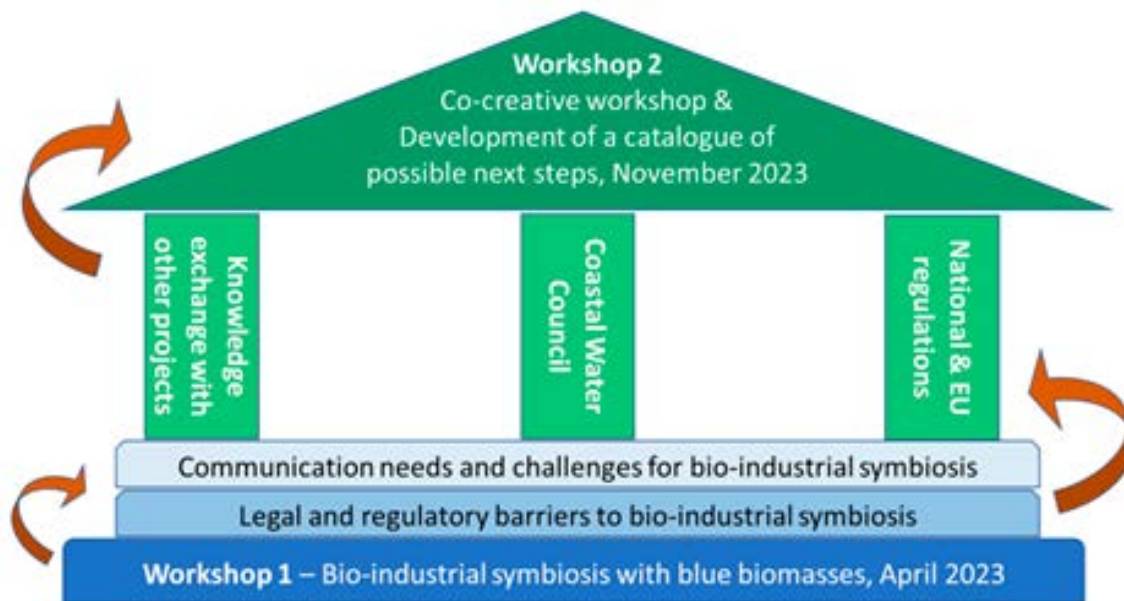 Workshop 2
Co-creative workshop &
Development of a catalogue of
possible next steps, November 2023
Knowledge
exchange with
other projects
Coastal Water
Council
National & EU
regulations
Communication needs and challenges for bio-industrial symbiosis
Legal and regulatory barriers to bio-industrial symbiosis
Workshop 1 – Bio-industrial symbiosis with blue biomasses, April 2023